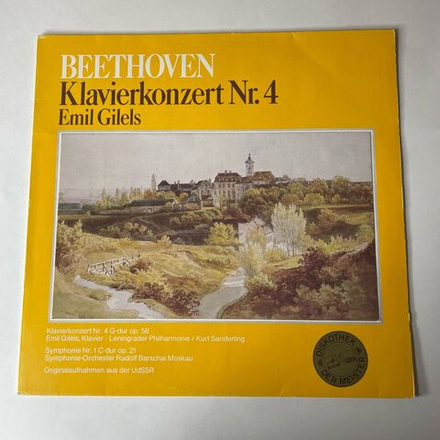 BEETHOVEN
Klavierkonzert Nr. 4
Emil Gilels
Klavierkonzert Nr. 4 G-dur op. 58
Emil Gilels, Klavier · Leningrader Philharmonie / Kurt Sanderling
Symphonie Nr. 1 C-dur op. 21
Symphonie-Orchester Rudolf Barschai Moskau
Originalaufnahmen aus der UdSSR
DISKOTHEK
DER MEISTER